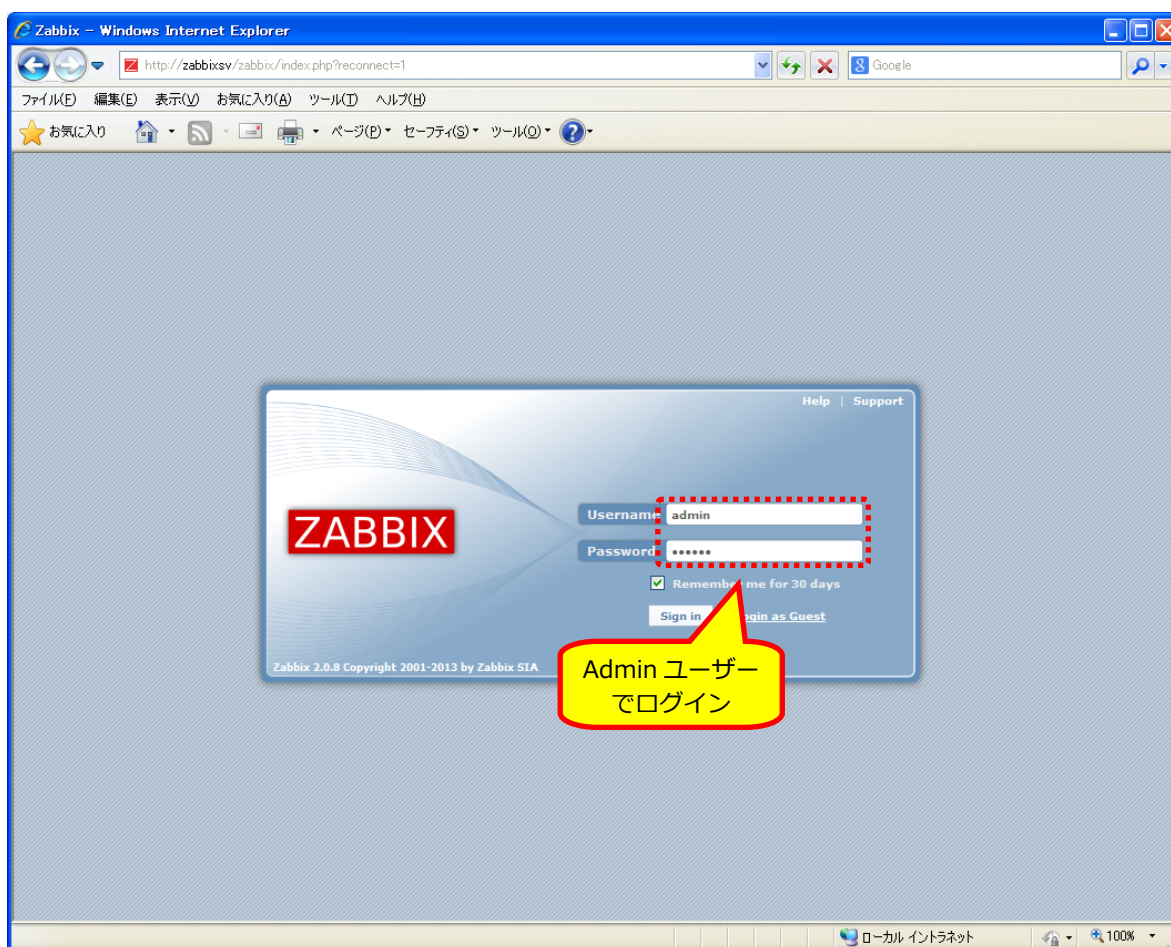 Zabbix - Windows Internet Explorer
http://zabbixsv/zabbix/index.php?reconnect=1
Google
ファイル(F) 編集(E) 表示(V) お気に入り(A) ツール(T) ヘルプ(H)
お気に入り ページ(P) セーフティ(S) ツール(O)
Help | Support
ZABBIX
Username admin
Password ••••••
Remember me for 30 days
Sign in as Guest
Zabbix 2.0.8 Copyright 2001-2013 by Zabbix SIA
Admin ユーザー
でログイン
ローカル イントラネット 100%